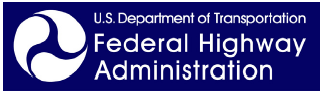 U.S. Department of Transportation
Federal Highway
Administration